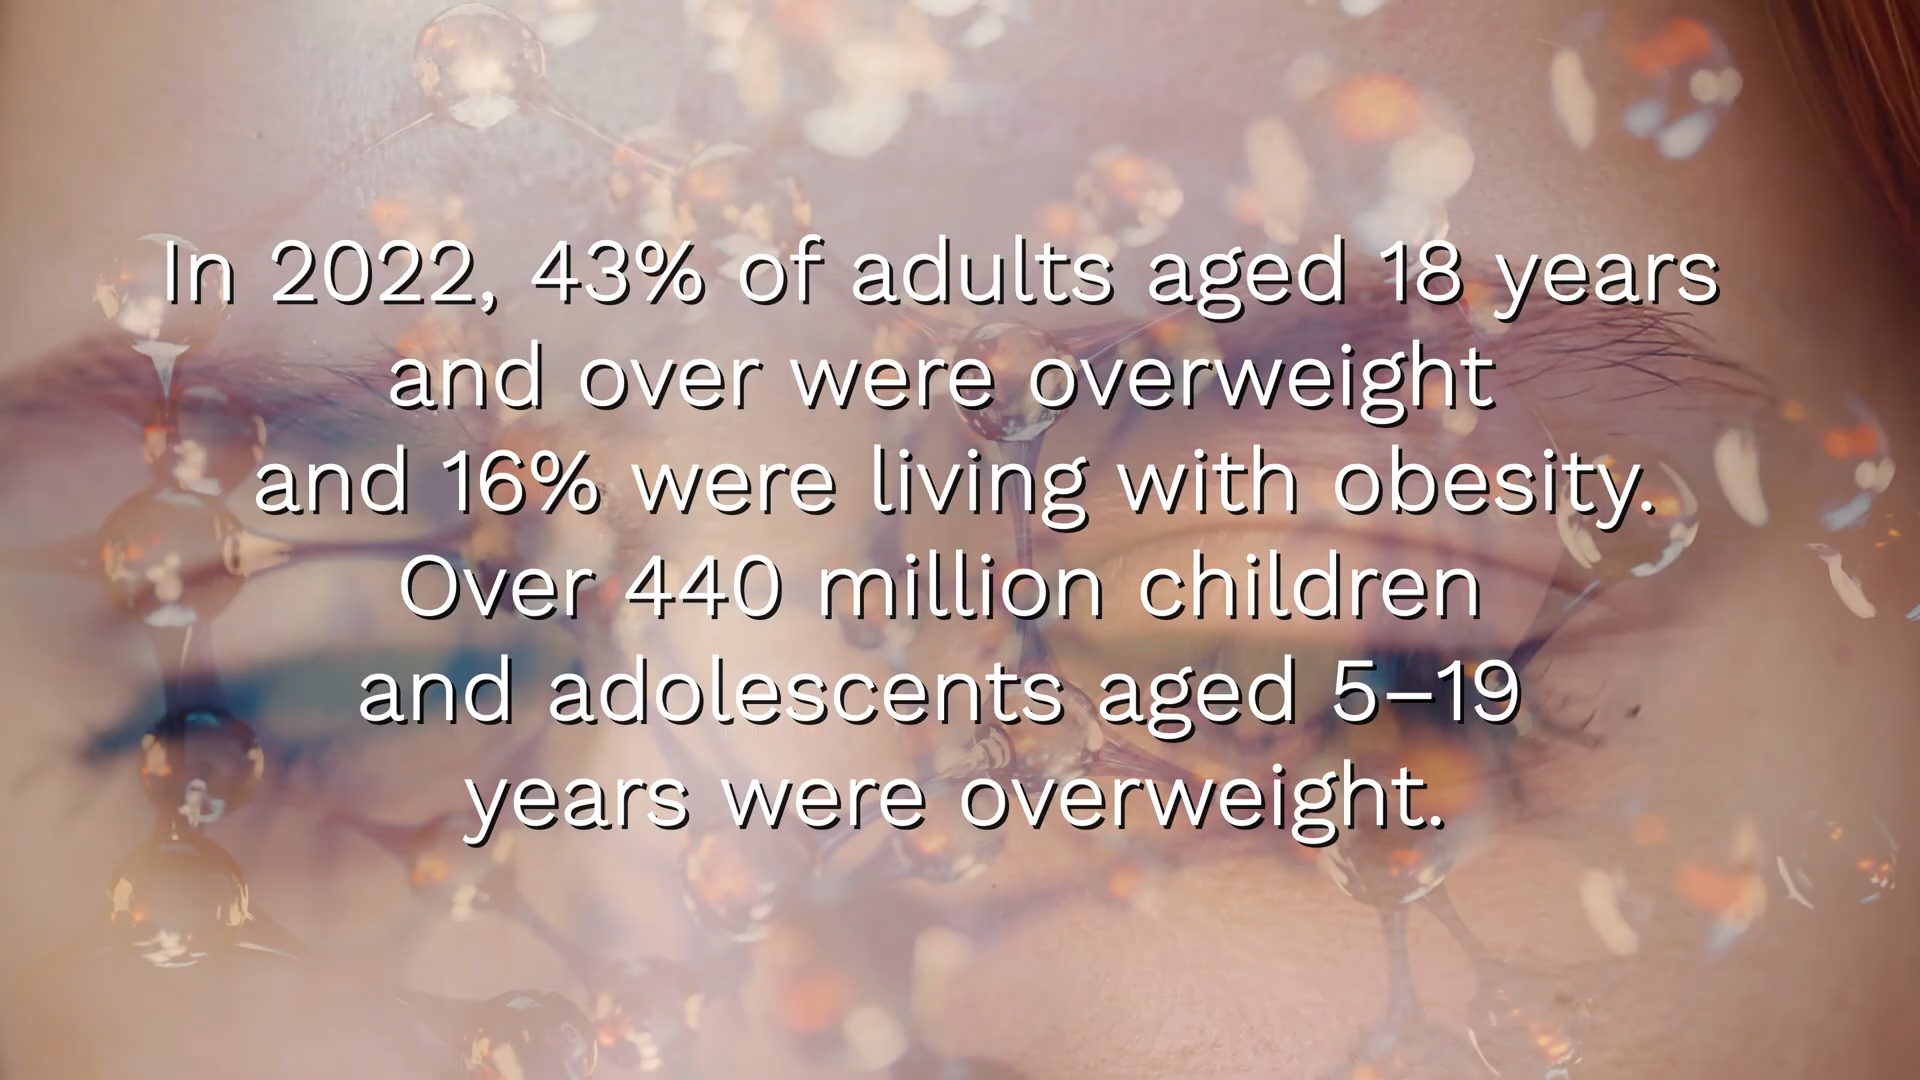 In 2022, 43% of adults aged 18 years
and over were overweight
and 16% were living with obesity.
Over 440 million children
and adolescents aged 5–19
years were overweight.